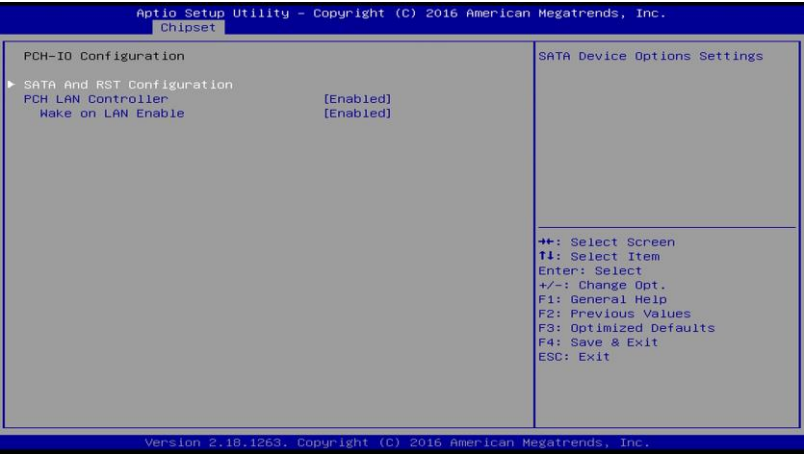 Aptio Setup Utility – Copyright (C) 2016 American Megatrends, Inc.
Chipset
PCH-IO Configuration
SATA And RST Configuration
PCH LAN Controller [Enabled]
Wake on LAN Enable [Enabled]
SATA Device Options Settings
→←: Select Screen
↑↓: Select Item
Enter: Select
+/-: Change Opt.
F1: General Help
F2: Previous Values
F3: Optimized Defaults
F4: Save & Exit
ESC: Exit
Version 2.18.1263. Copyright (C) 2016 American Megatrends, Inc.